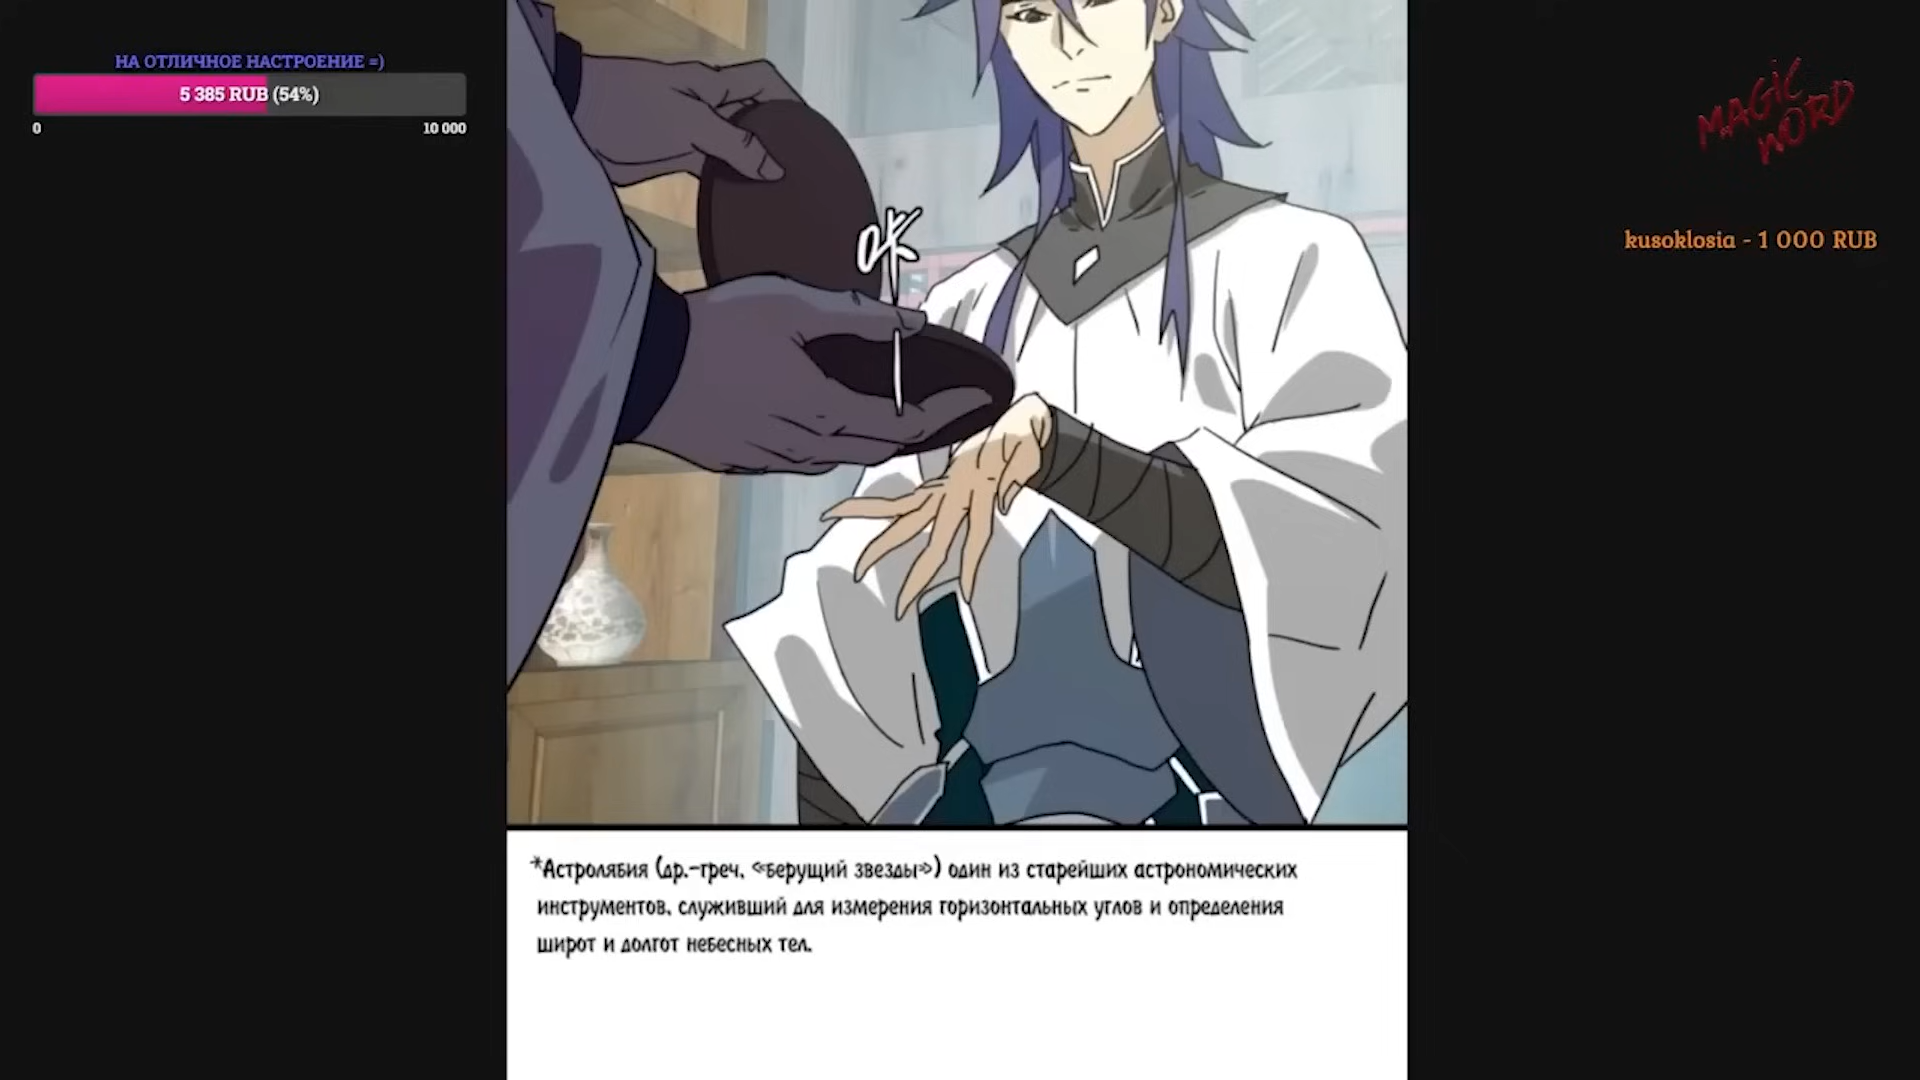 НА ОТЛИЧНОЕ НАСТРОЕНИЕ =)
5 385 RUB (54%)
0
10 000
MAGIC
WORD
kusoklosia - 1 000 RUB
*Астролябия (др.-греч. «берущий звезды») один из старейших астрономических
инструментов, служивший для измерения горизонтальных углов и определения
широт и долгот небесных тел.